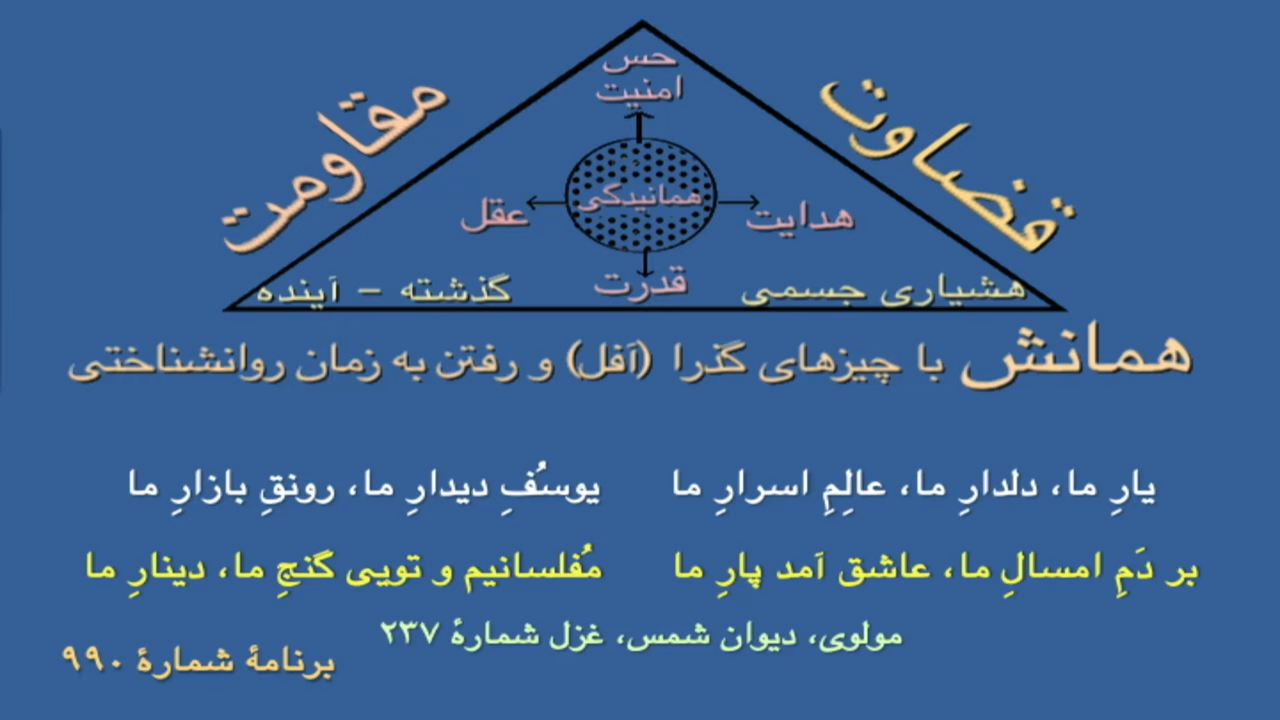 حس
امنیت
مقاومت
قضاوت
همانیدگی
هدایت
عقل
قدرت
هشیاری جسمی
گذشته - آینده
همانش با چیزهای گذرا (آفل) و رفتن به زمان روانشناختی
یارِ ما، دلدارِ ما، عالِمِ اسرارِ ما یوسُفِ دیدارِ ما، رونقِ بازارِ ما
بر دَمِ امسالِ ما، عاشق آمد پارِ ما مُفلسانیم و تویی گنجِ ما، دینارِ ما
مولوی، دیوان شمس، غزل شمارهٔ ۲۳۷
برنامهٔ شمارهٔ ۹۹۰